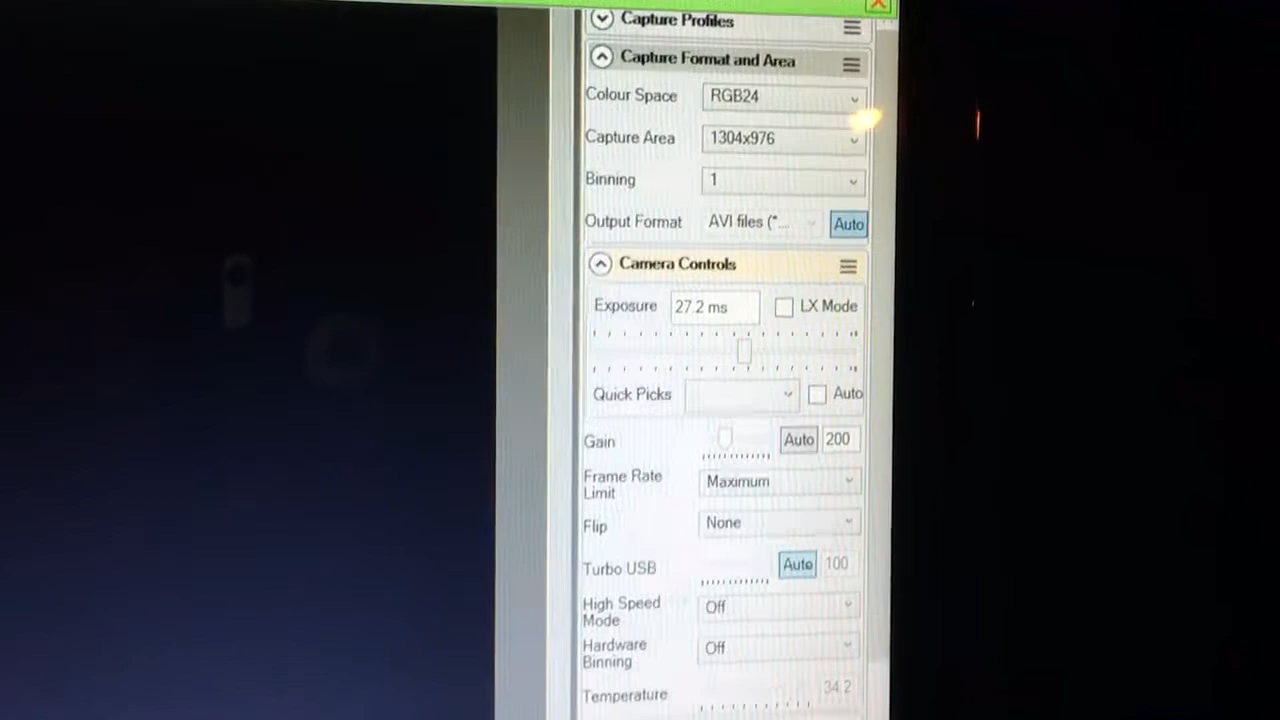 Capture Profiles
Capture Format and Area
Colour Space RGB24
Capture Area 1304x976
Binning 1
Output Format AVI files (*... Auto
Camera Controls
Exposure 27.2 ms LX Mode
Quick Picks Auto
Gain Auto 200
Frame Rate
Limit Maximum
Flip None
Turbo USB Auto 100
High Speed
Mode Off
Hardware
Binning Off
Temperature 34.2